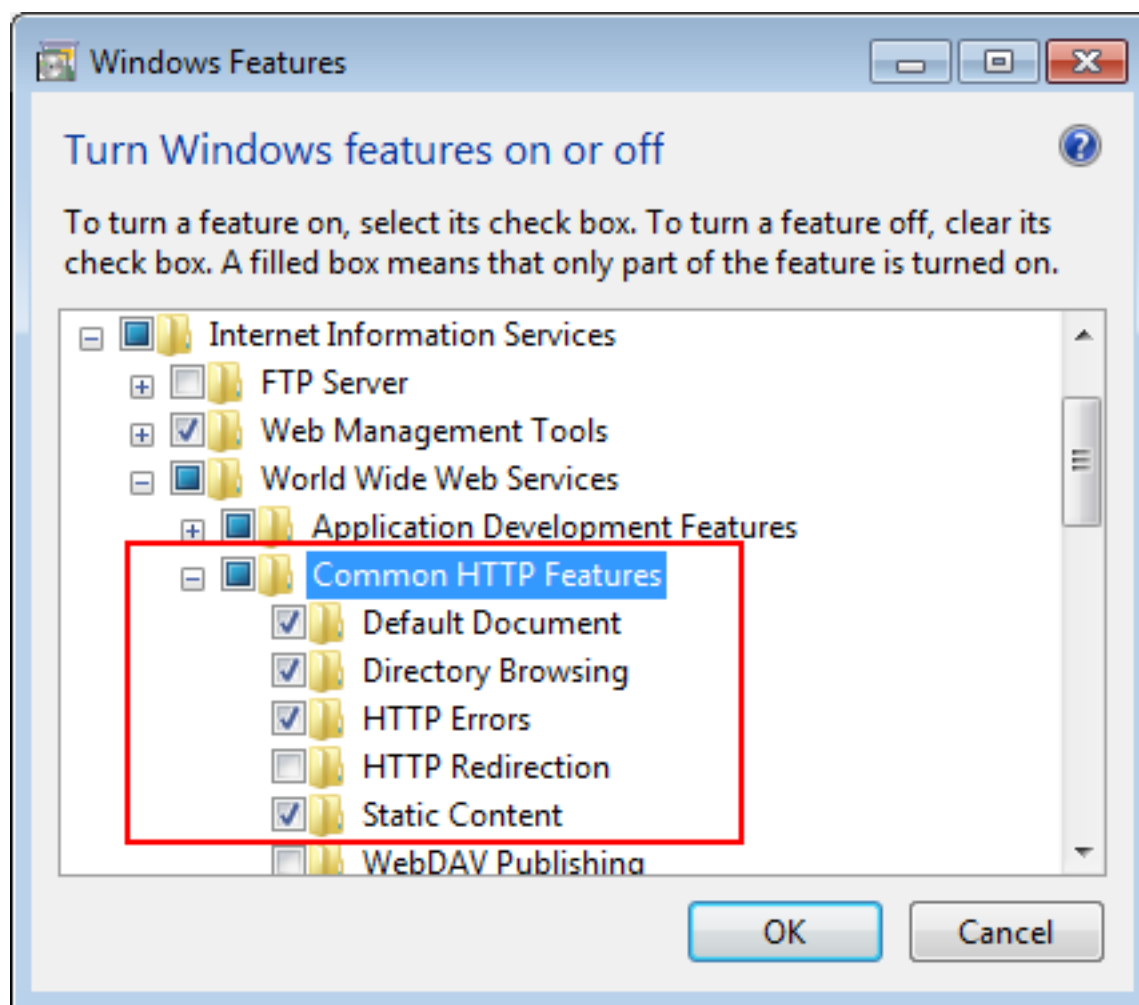 Windows Features
Turn Windows features on or off
To turn a feature on, select its check box. To turn a feature off, clear its
check box. A filled box means that only part of the feature is turned on.
Internet Information Services
FTP Server
Web Management Tools
World Wide Web Services
Application Development Features
Common HTTP Features
Default Document
Directory Browsing
HTTP Errors
HTTP Redirection
Static Content
WebDAV Publishing
OK
Cancel